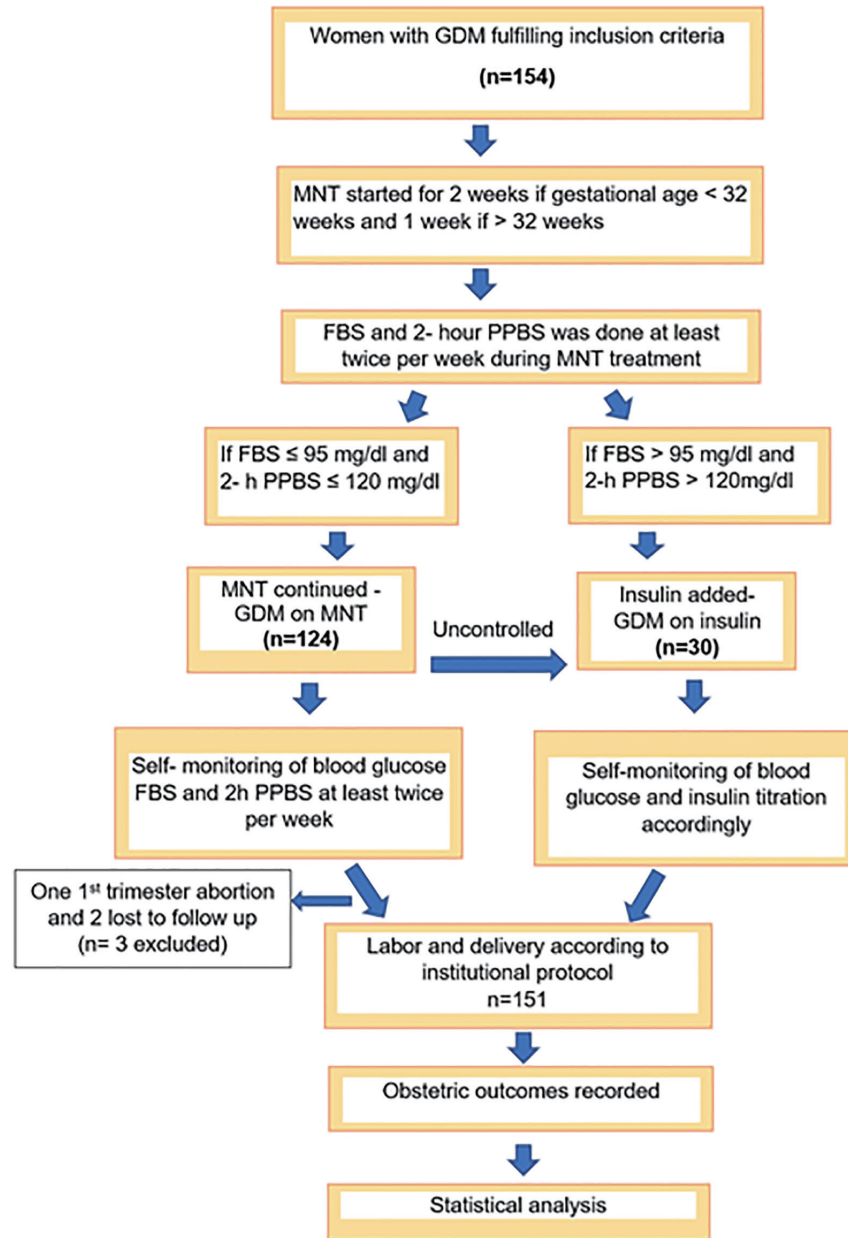 Women with GDM fulfilling inclusion criteria
(n=154)
MNT started for 2 weeks if gestational age < 32
weeks and 1 week if > 32 weeks
FBS and 2- hour PPBS was done at least
twice per week during MNT treatment
If FBS ≤ 95 mg/dl and
2- h PPBS ≤ 120 mg/dl
If FBS > 95 mg/dl and
2-h PPBS > 120mg/dl
MNT continued -
GDM on MNT
(n=124)
Uncontrolled
Insulin added-
GDM on insulin
(n=30)
Self- monitoring of blood glucose
FBS and 2h PPBS at least twice
per week
Self-monitoring of blood
glucose and insulin titration
accordingly
One 1st trimester abortion
and 2 lost to follow up
(n= 3 excluded)
Labor and delivery according to
institutional protocol
n=151
Obstetric outcomes recorded
Statistical analysis